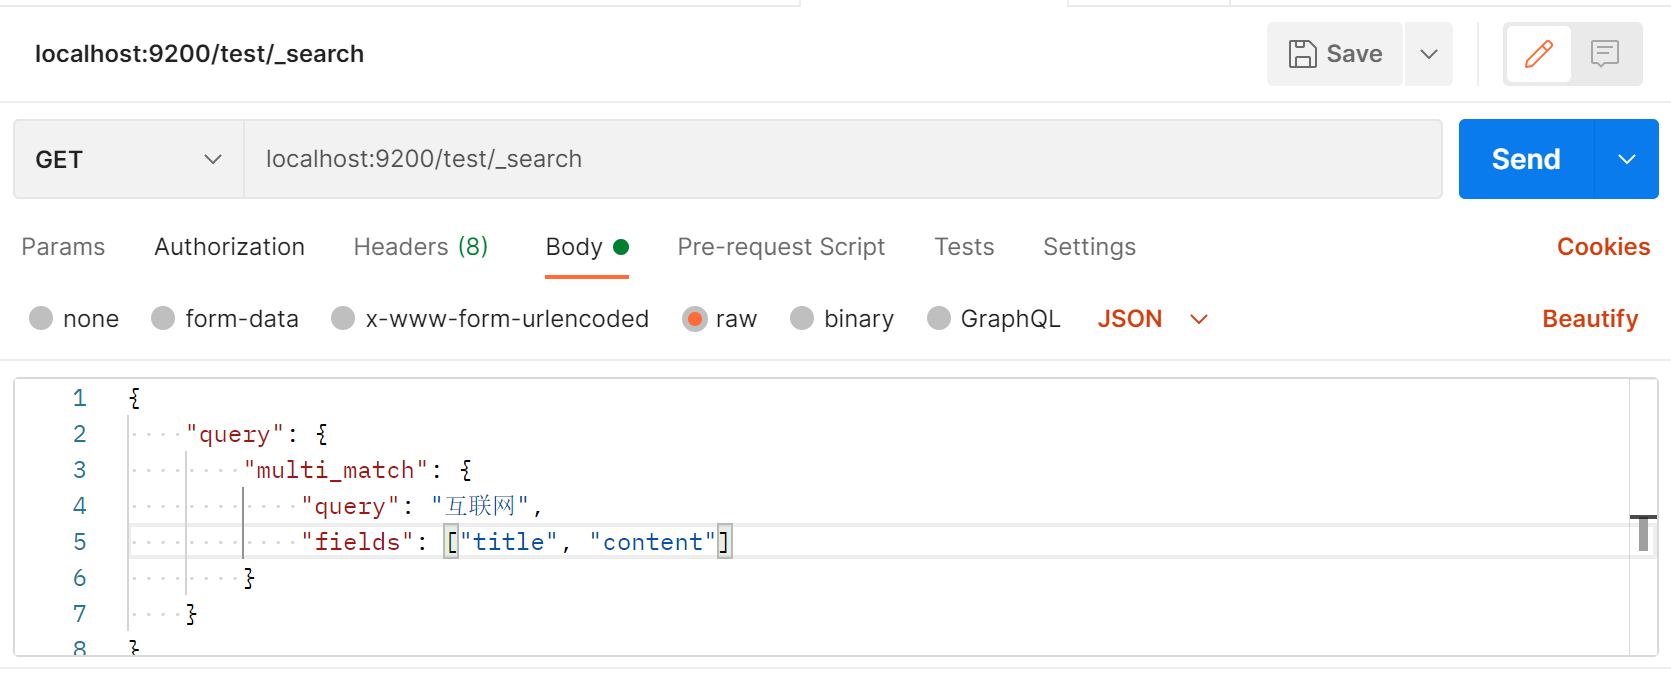 localhost:9200/test/_search
Save
GET
localhost:9200/test/_search
Send
Params Authorization Headers (8) Body Pre-request Script Tests Settings Cookies
none form-data x-www-form-urlencoded raw binary GraphQL JSON Beautify
1 {
2 "query": {
3 "multi_match": {
4 "query": "互联网",
5 "fields": ["title", "content"]
6 }
7 }
8 }